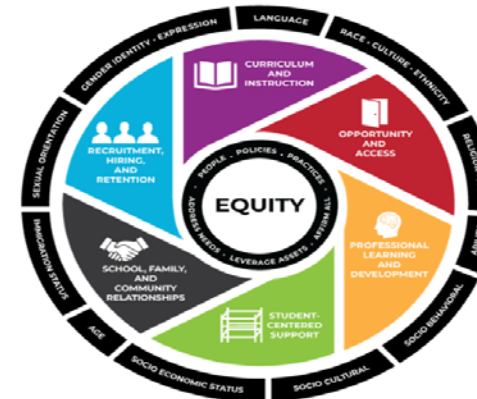 GENDER IDENTITY • EXPRESSION
LANGUAGE
RACE • CULTURE • ETHNICITY
RELIGION
SOCIO BEHAVIORAL
SOCIO CULTURAL
SOCIO ECONOMIC STATUS
AGE
IMMIGRATION STATUS
SEXUAL ORIENTATION
CURRICULUM
AND
INSTRUCTION
OPPORTUNITY
AND
ACCESS
PROFESSIONAL
LEARNING
AND
DEVELOPMENT
STUDENT-
CENTERED
SUPPORT
SCHOOL, FAMILY,
AND
COMMUNITY
RELATIONSHIPS
RECRUITMENT,
HIRING,
AND
RETENTION
• PEOPLE • POLICIES • PRACTICES •
ADDRESS NEEDS • LEVERAGE ASSETS • AFFIRM ALL
EQUITY